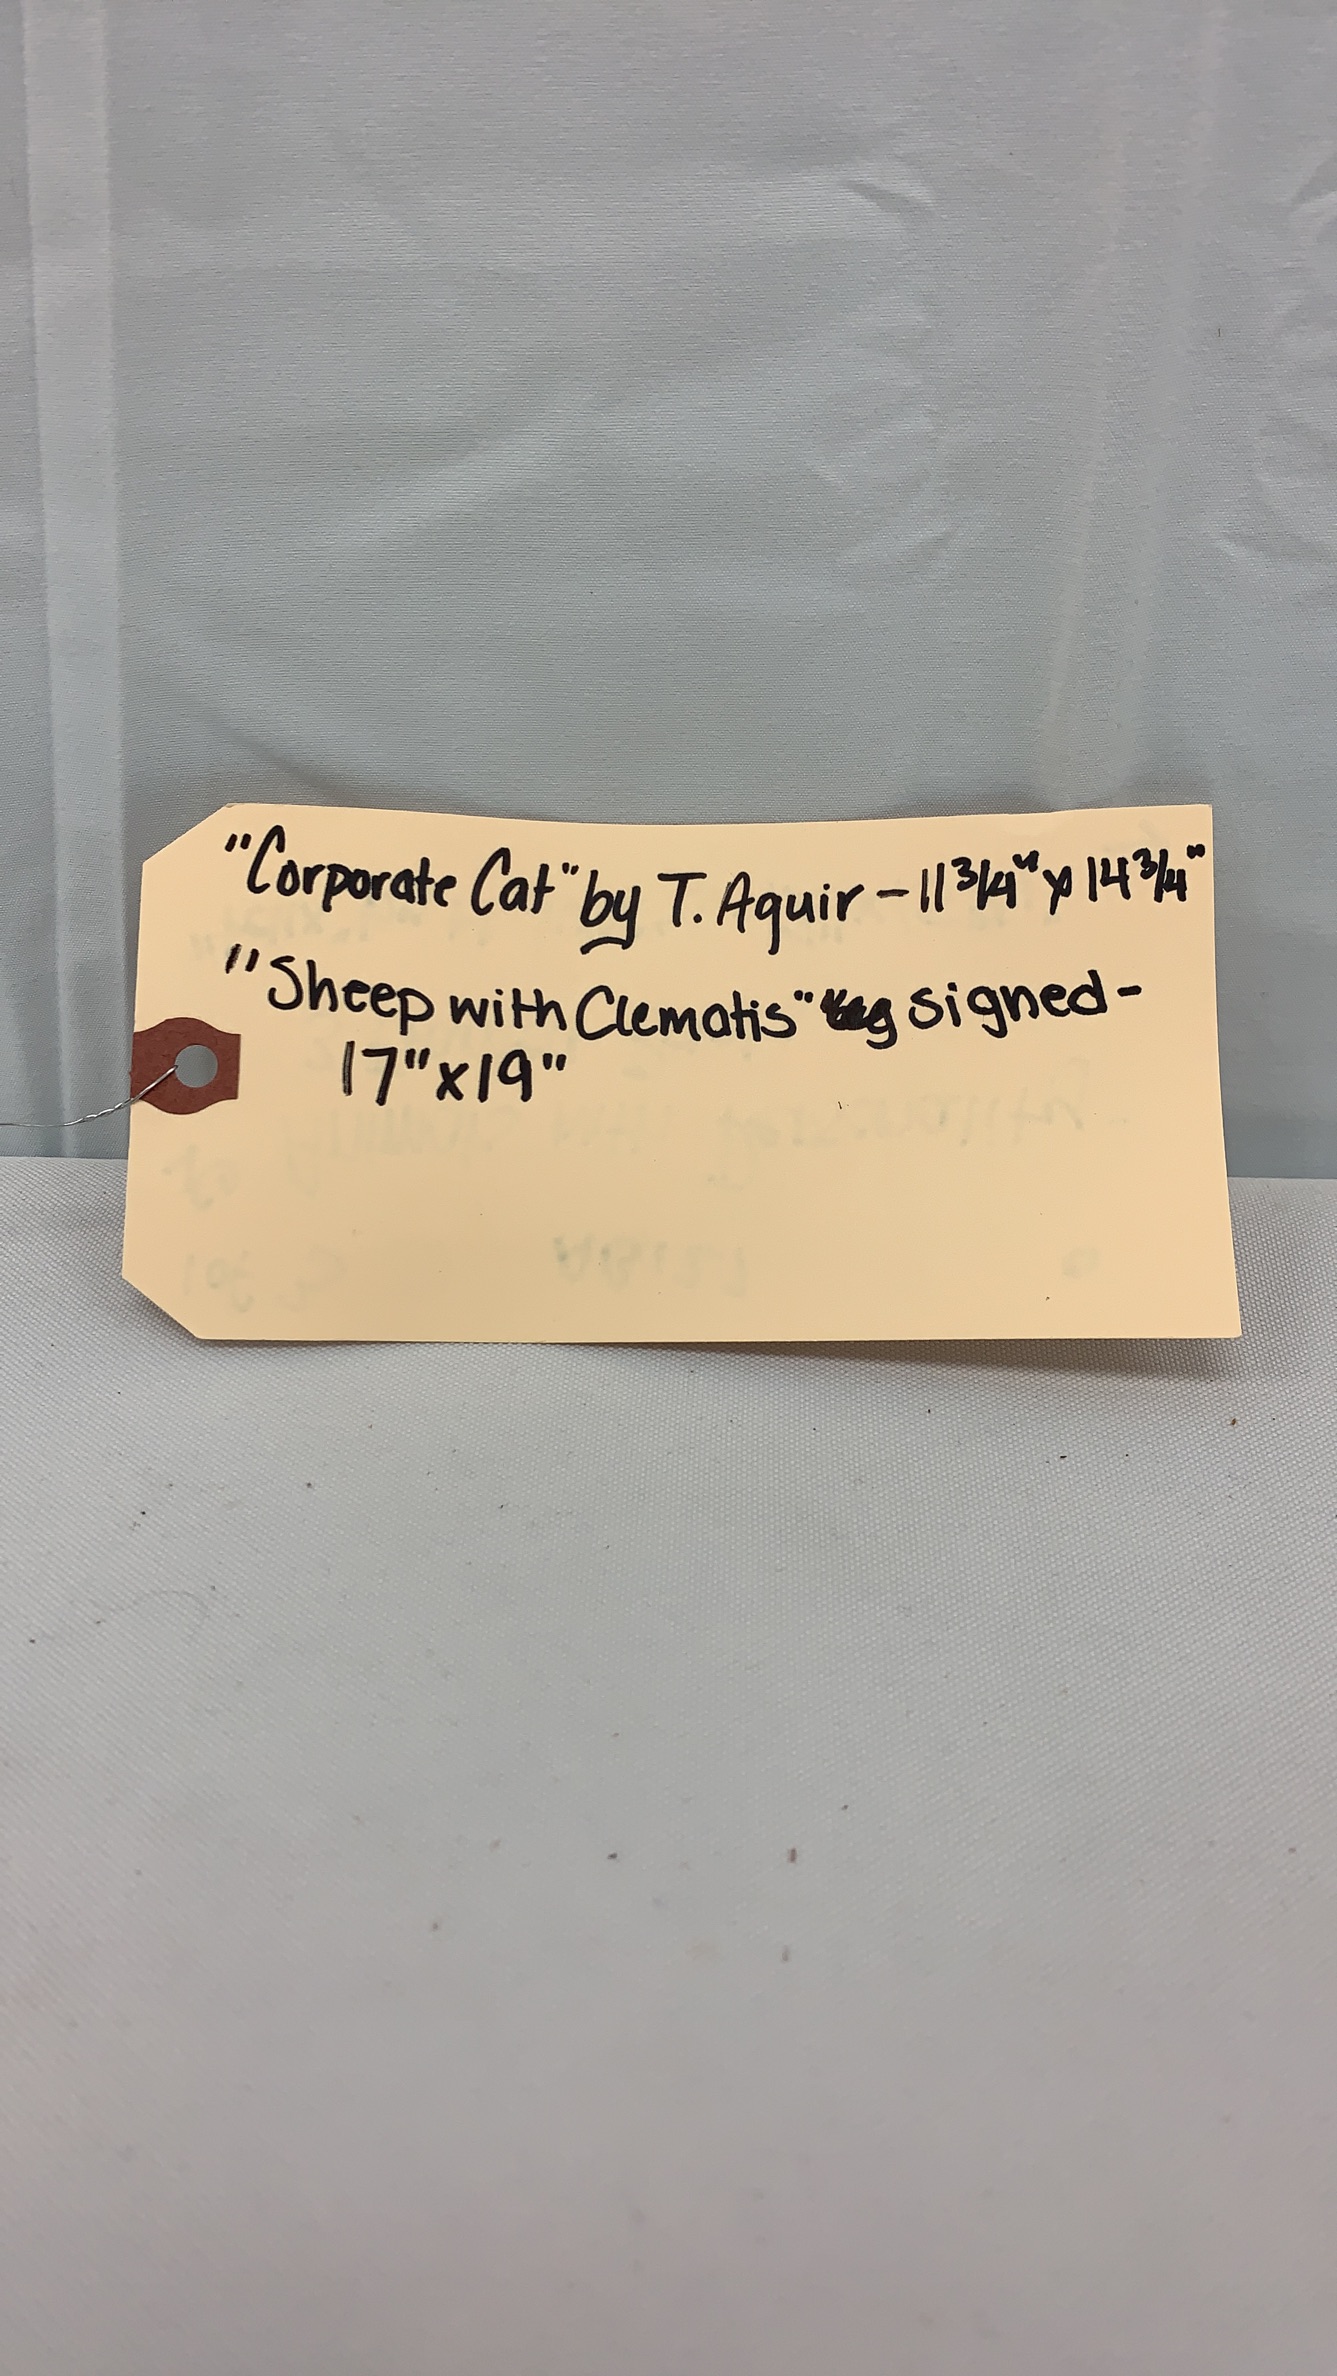 "Corporate Cat" by T. Aquir - 11 3/4" x 14 3/4"
"Sheep with Clematis" signed -
17" x 19"